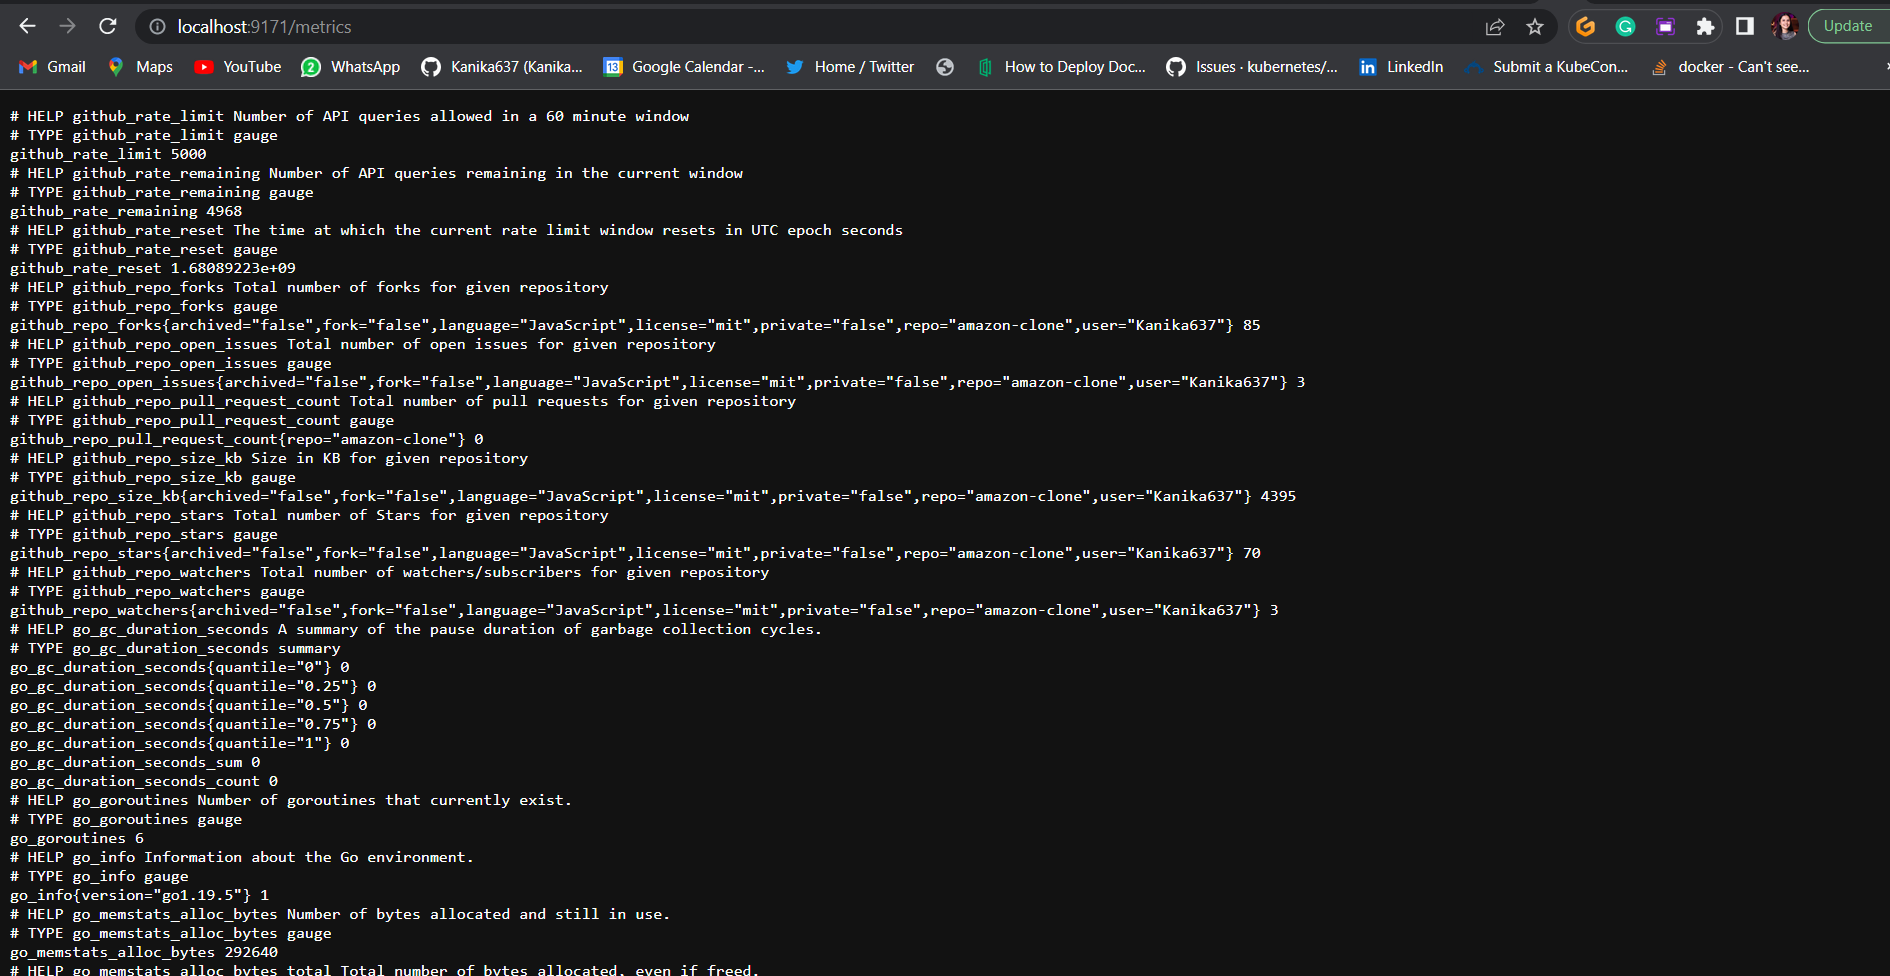 localhost:9171/metrics
Update
Gmail
Maps
YouTube
2
WhatsApp
Kanika637 (Kanika...
13
Google Calendar -...
Home / Twitter
How to Deploy Doc...
Issues · kubernetes/...
in
LinkedIn
Submit a KubeCon...
docker - Can't see...
# HELP github_rate_limit Number of API queries allowed in a 60 minute window
# TYPE github_rate_limit gauge
github_rate_limit 5000
# HELP github_rate_remaining Number of API queries remaining in the current window
# TYPE github_rate_remaining gauge
github_rate_remaining 4968
# HELP github_rate_reset The time at which the current rate limit window resets in UTC epoch seconds
# TYPE github_rate_reset gauge
github_rate_reset 1.68089223e+09
# HELP github_repo_forks Total number of forks for given repository
# TYPE github_repo_forks gauge
github_repo_forks{archived="false",fork="false",language="JavaScript",license="mit",private="false",repo="amazon-clone",user="Kanika637"} 85
# HELP github_repo_open_issues Total number of open issues for given repository
# TYPE github_repo_open_issues gauge
github_repo_open_issues{archived="false",fork="false",language="JavaScript",license="mit",private="false",repo="amazon-clone",user="Kanika637"} 3
# HELP github_repo_pull_request_count Total number of pull requests for given repository
# TYPE github_repo_pull_request_count gauge
github_repo_pull_request_count{repo="amazon-clone"} 0
# HELP github_repo_size_kb Size in KB for given repository
# TYPE github_repo_size_kb gauge
github_repo_size_kb{archived="false",fork="false",language="JavaScript",license="mit",private="false",repo="amazon-clone",user="Kanika637"} 4395
# HELP github_repo_stars Total number of Stars for given repository
# TYPE github_repo_stars gauge
github_repo_stars{archived="false",fork="false",language="JavaScript",license="mit",private="false",repo="amazon-clone",user="Kanika637"} 70
# HELP github_repo_watchers Total number of watchers/subscribers for given repository
# TYPE github_repo_watchers gauge
github_repo_watchers{archived="false",fork="false",language="JavaScript",license="mit",private="false",repo="amazon-clone",user="Kanika637"} 3
# HELP go_gc_duration_seconds A summary of the pause duration of garbage collection cycles.
# TYPE go_gc_duration_seconds summary
go_gc_duration_seconds{quantile="0"} 0
go_gc_duration_seconds{quantile="0.25"} 0
go_gc_duration_seconds{quantile="0.5"} 0
go_gc_duration_seconds{quantile="0.75"} 0
go_gc_duration_seconds{quantile="1"} 0
go_gc_duration_seconds_sum 0
go_gc_duration_seconds_count 0
# HELP go_goroutines Number of goroutines that currently exist.
# TYPE go_goroutines gauge
go_goroutines 6
# HELP go_info Information about the Go environment.
# TYPE go_info gauge
go_info{version="go1.19.5"} 1
# HELP go_memstats_alloc_bytes Number of bytes allocated and still in use.
# TYPE go_memstats_alloc_bytes gauge
go_memstats_alloc_bytes 292640
# HELP go_memstats_alloc_bytes_total Total number of bytes allocated, even if freed.